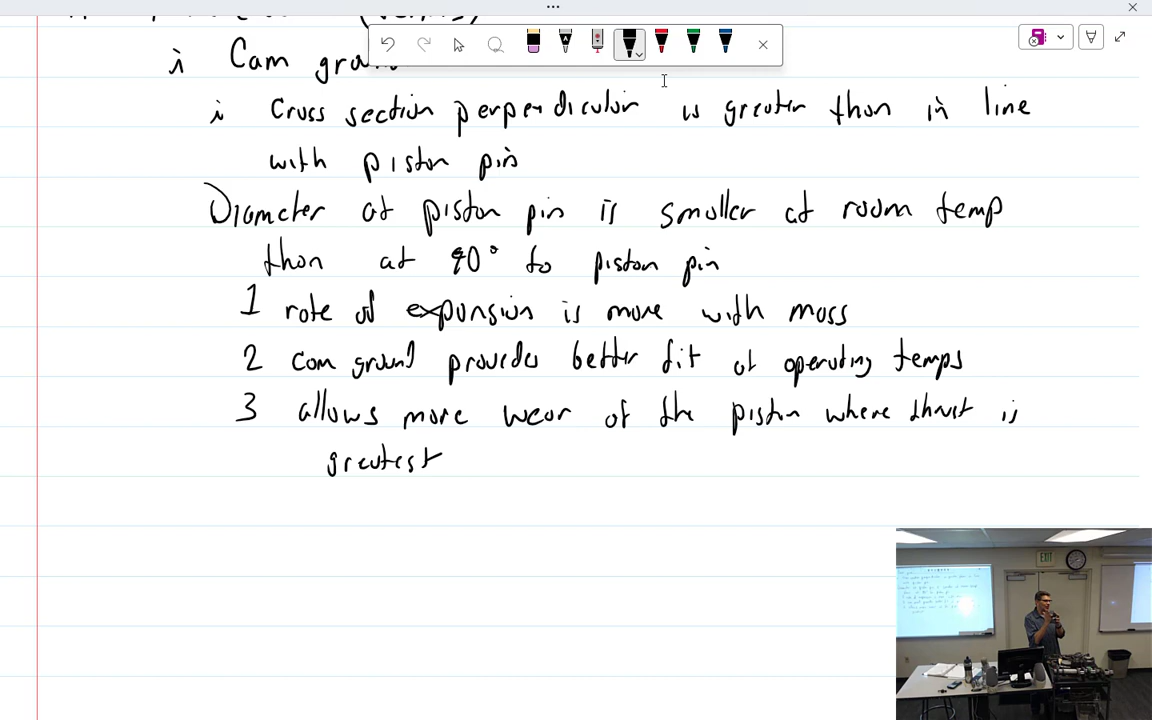 i Cam
i Cross section perpendicular is greater than in line
with piston pin
Diameter at piston pin is smaller at room temp
than at 90° to piston pin
1 rate of expansion is more with mass
2 cam ground provides better fit at operating temps
3 allows more wear of the piston where thrust is
greatest
EXIT